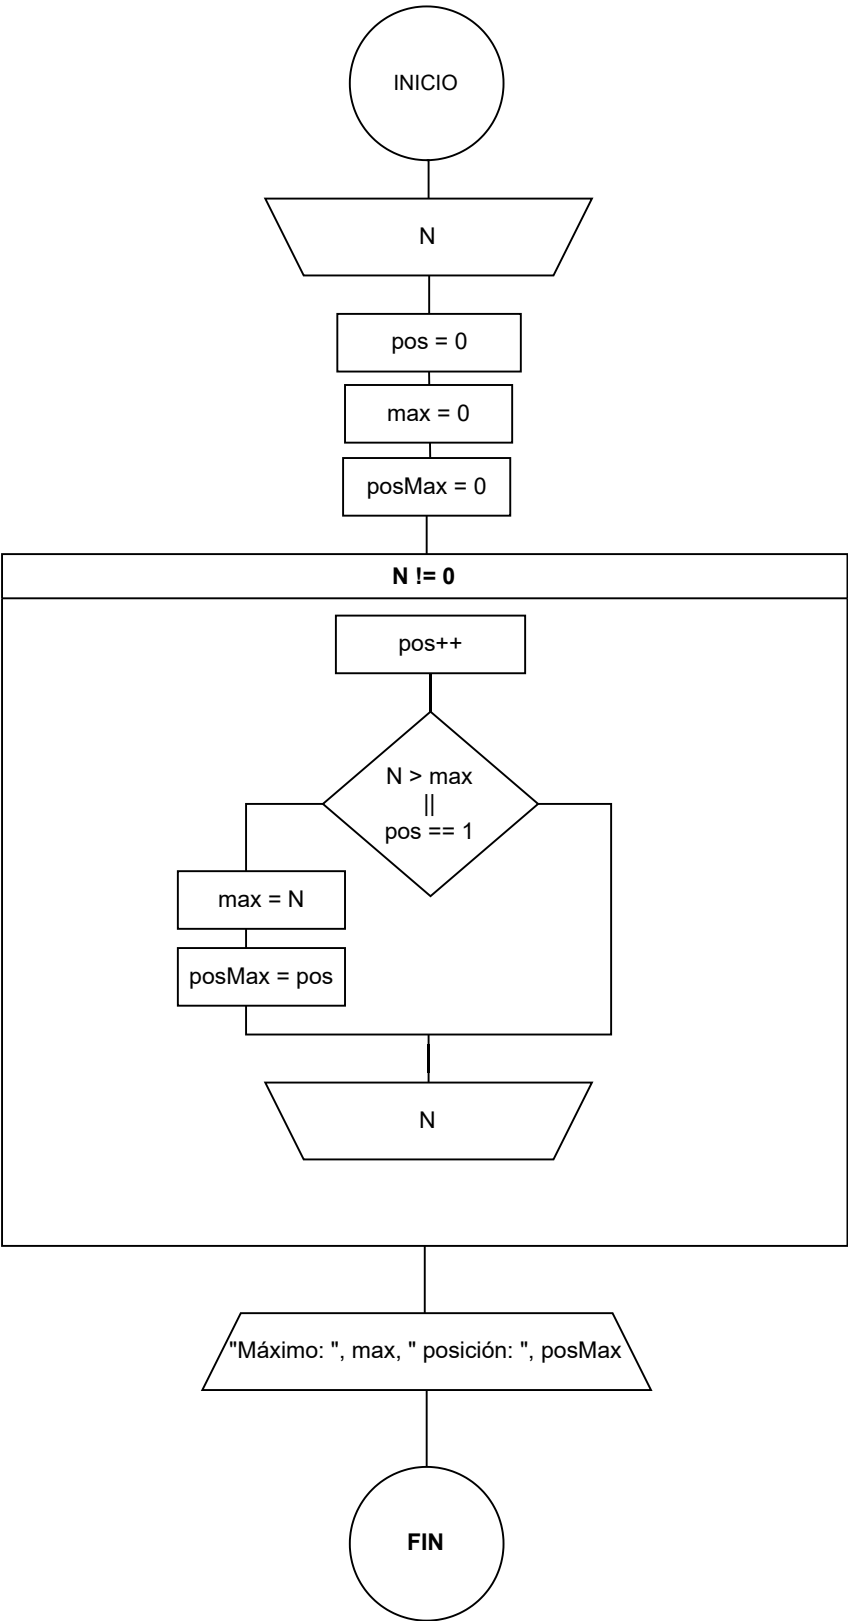 INICIO
N
pos = 0
max = 0
posMax = 0
N != 0
pos++
N > max
||
pos == 1
max = N
posMax = pos
N
"Máximo: ", max, " posición: ", posMax
FIN